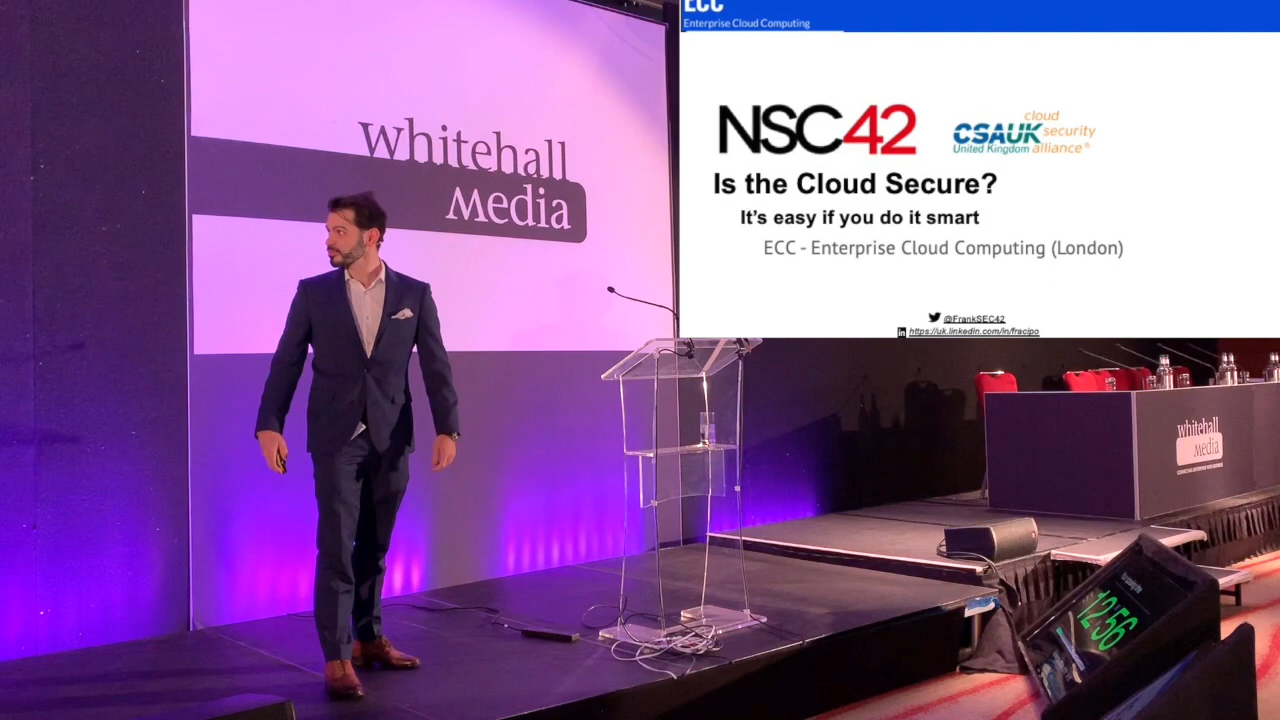 whitehall
Media
ECC
Enterprise Cloud Computing
NSC42
CSAUK cloud security alliance®
United Kingdom
Is the Cloud Secure?
It's easy if you do it smart
ECC - Enterprise Cloud Computing (London)
@FrankSEC42
https://uk.linkedin.com/in/fracipo
whitehall
Media
12:56